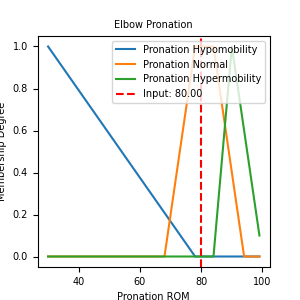 Elbow Pronation
Membership Degree
1.0
0.8
0.6
0.4
0.2
0.0
Pronation Hypomobility
Pronation Normal
Pronation Hypermobility
Input: 80.00
40
60
80
100
Pronation ROM